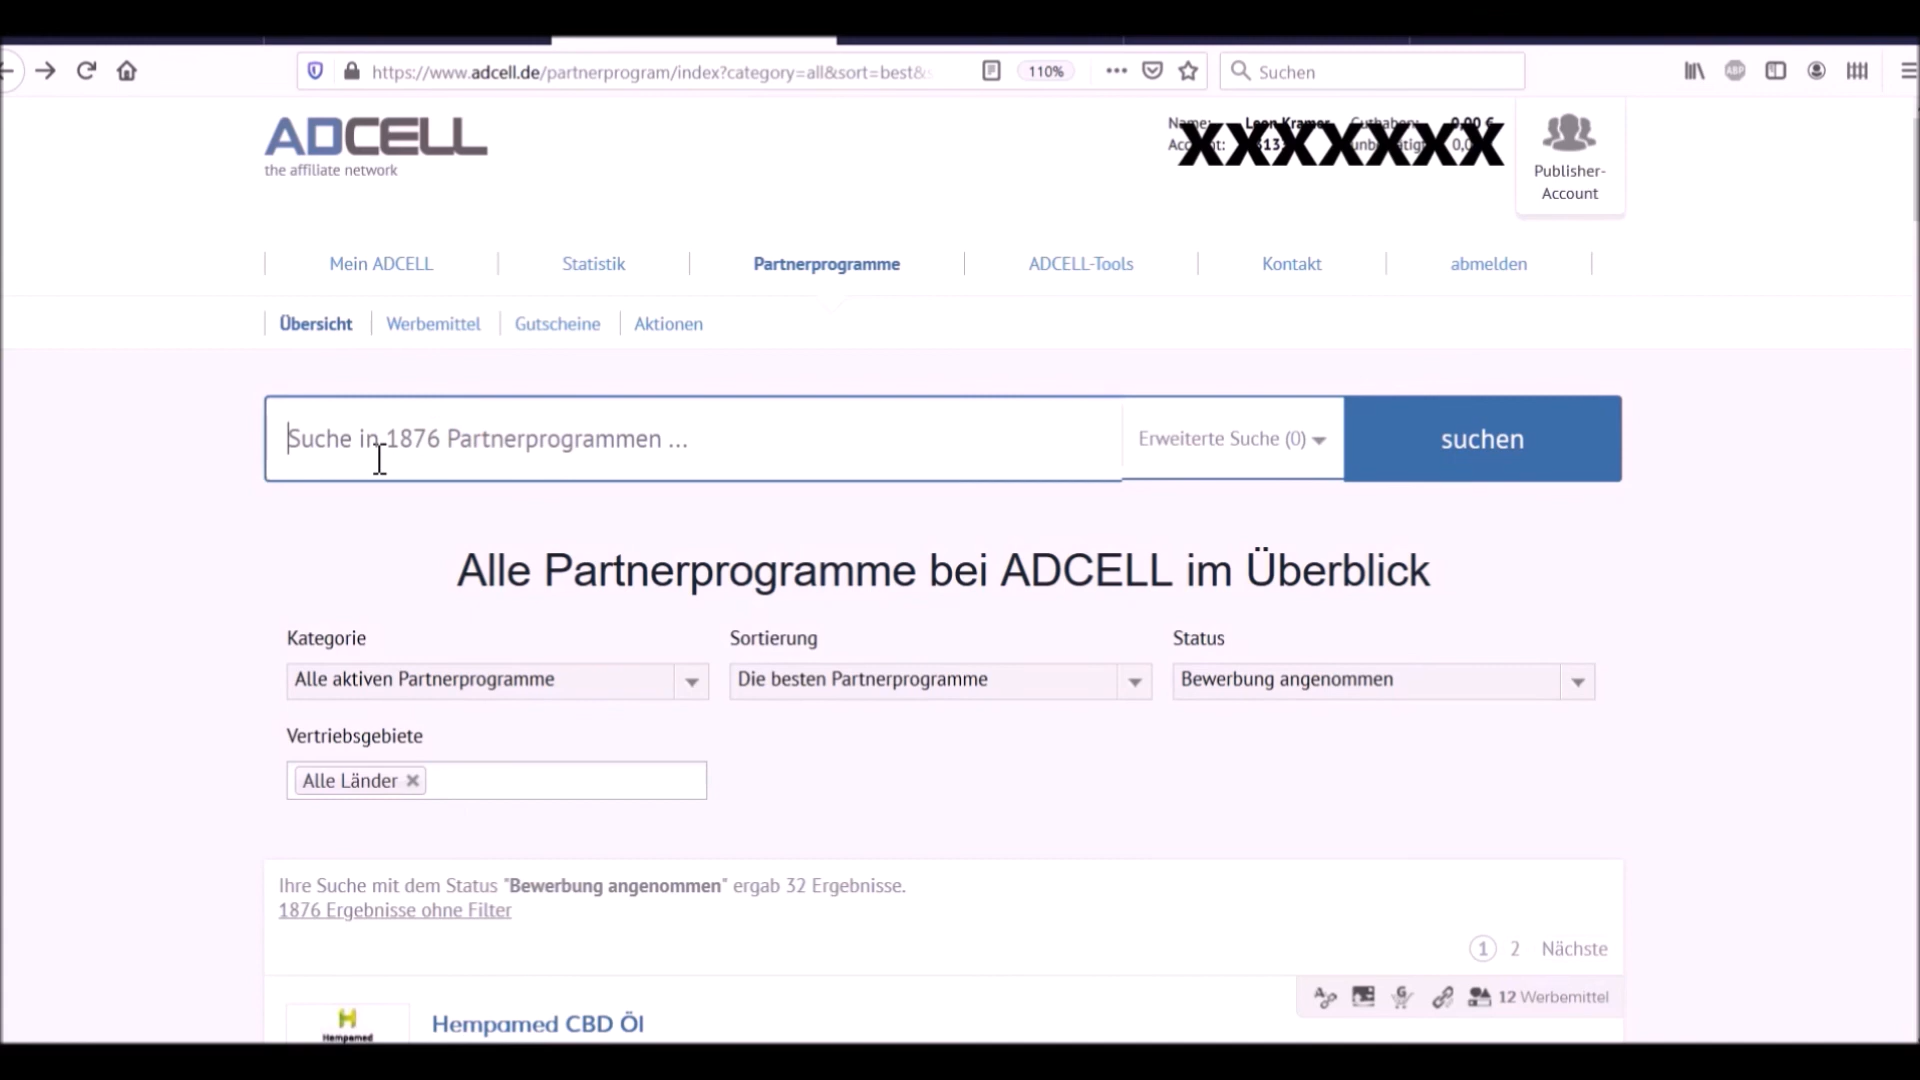 https://www.adcell.de/partnerprogram/index?category=all&sort=best&
110%
Suchen
ADCELL
the affiliate network
XXXXXXX
Publisher-
Account
Mein ADCELL
Statistik
Partnerprogramme
ADCELL-Tools
Kontakt
abmelden
Übersicht
Werbemittel
Gutscheine
Aktionen
Suche in 1876 Partnerprogrammen ...
Erweiterte Suche (0)
suchen
Alle Partnerprogramme bei ADCELL im Überblick
Kategorie
Sortierung
Status
Alle aktiven Partnerprogramme
Die besten Partnerprogramme
Bewerbung angenommen
Vertriebsgebiete
Alle Länder
Ihre Suche mit dem Status "Bewerbung angenommen" ergab 32 Ergebnisse.
1876 Ergebnisse ohne Filter
1 2 Nächste
12 Werbemittel
Hempamed
Hempamed CBD Öl